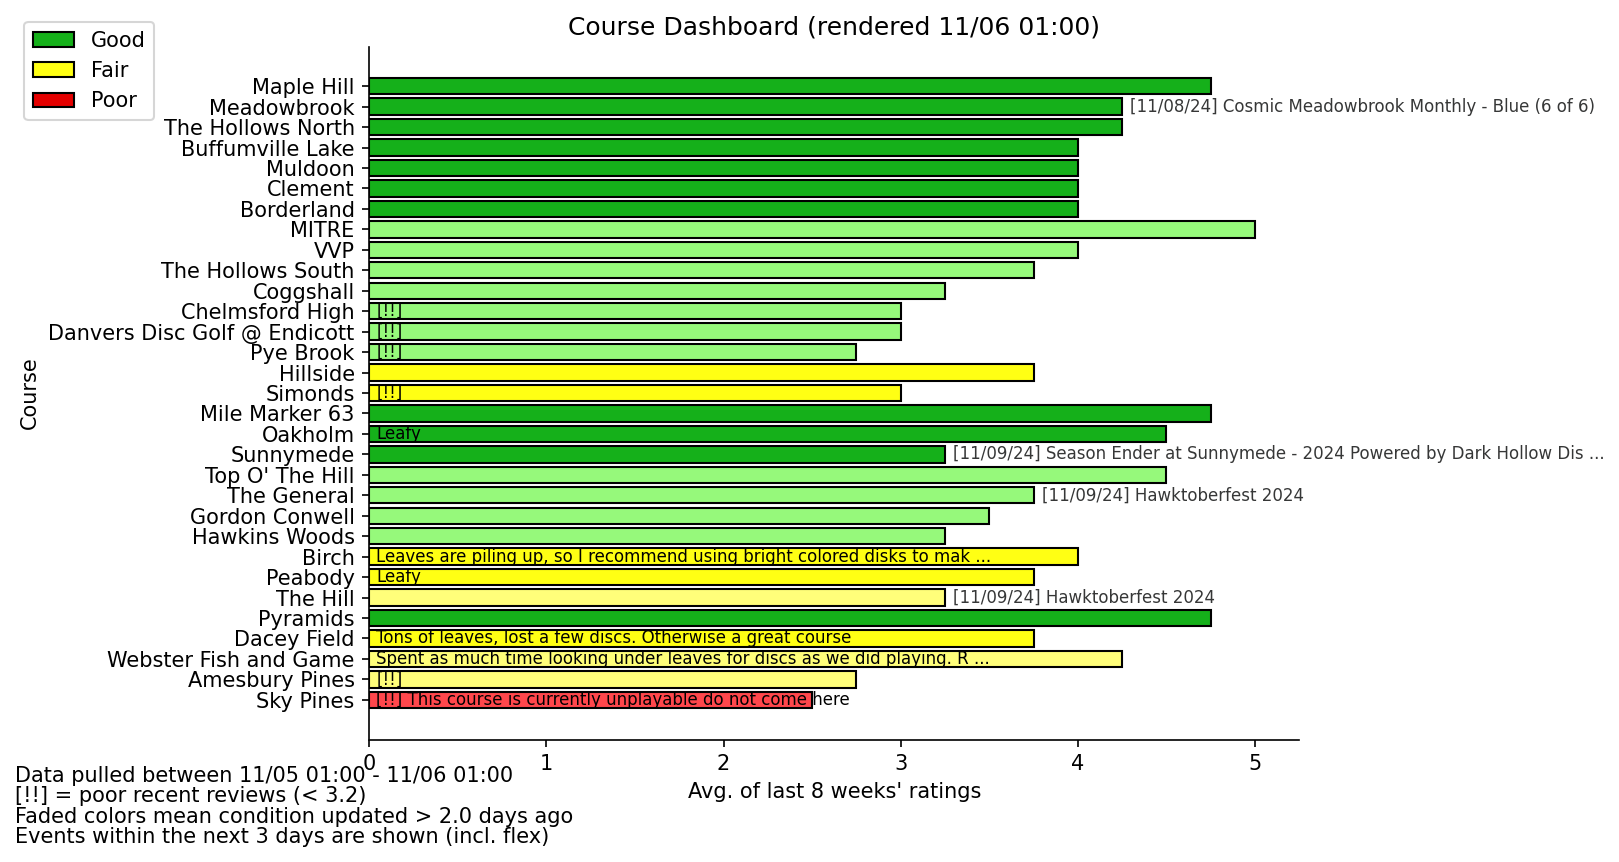 Course Dashboard (rendered 11/06 01:00)
Good
Fair
Poor
Maple Hill
Meadowbrook [11/08/24] Cosmic Meadowbrook Monthly - Blue (6 of 6)
The Hollows North
Buffumville Lake
Muldoon
Clement
Borderland
MITRE
VVP
The Hollows South
Coggshall
Chelmsford High [!!]
Danvers Disc Golf @ Endicott [!!]
Pye Brook [!!]
Hillside
Simonds [!!]
Mile Marker 63
Oakholm Leafy
Sunnymede [11/09/24] Season Ender at Sunnymede - 2024 Powered by Dark Hollow Dis ...
Top O' The Hill
The General [11/09/24] Hawktoberfest 2024
Gordon Conwell
Hawkins Woods
Birch Leaves are piling up, so I recommend using bright colored disks to mak ...
Peabody Leafy
The Hill [11/09/24] Hawktoberfest 2024
Pyramids
Dacey Field Tons of leaves, lost a few discs. Otherwise a great course
Webster Fish and Game Spent as much time looking under leaves for discs as we did playing. R ...
Amesbury Pines [!!]
Sky Pines [!!] This course is currently unplayable do not come here
Course
0 1 2 3 4 5
Avg. of last 8 weeks' ratings
Data pulled between 11/05 01:00 - 11/06 01:00
[!!] = poor recent reviews (< 3.2)
Faded colors mean condition updated > 2.0 days ago
Events within the next 3 days are shown (incl. flex)